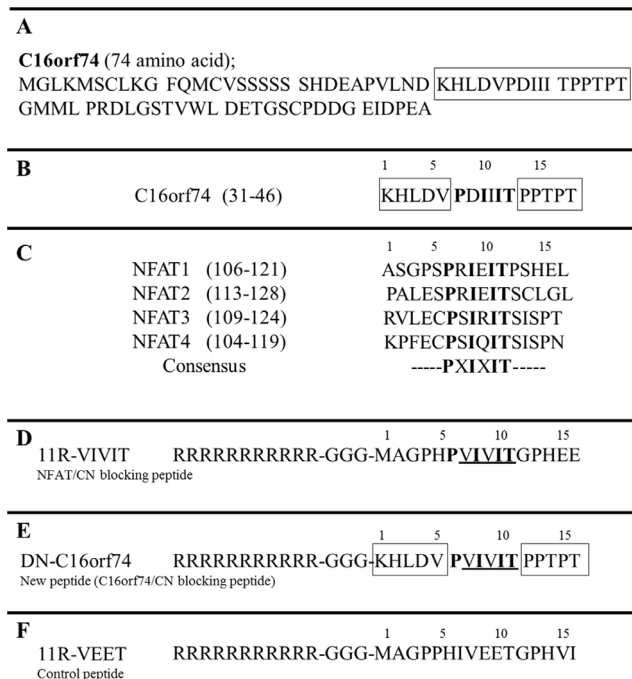 A
C16orf74 (74 amino acid);
MGLKMSCLKG FQMCVSSSSS SHDEAPVLND KHLDVPDIII TPPTPT
GMML PRDLGSTVWL DETGSCPDDG EIDPEA
B
1 5 10 15
C16orf74 (31-46) KHLDVPDIIITPPTPT
C
1 5 10 15
NFAT1 (106-121) ASGPSPRIEITPSHEL
NFAT2 (113-128) PALESPRIEITSCLGL
NFAT3 (109-124) RVLECPSIRITSISPT
NFAT4 (104-119) KPFECPSIQITSISPN
Consensus -----PXIXIT-----
D
1 5 10 15
11R-VIVIT RRRRRRRRRRR-GGG-MAGPHPVIVITGPHEE
NFAT/CN blocking peptide
E
1 5 10 15
DN-C16orf74 RRRRRRRRRRR-GGG-KHLDV PVIVIT PPTPT
New peptide (C16orf74/CN blocking peptide)
F
1 5 10 15
11R-VEET RRRRRRRRRRR-GGG-MAGPPHIVEETGPHVI
Control peptide